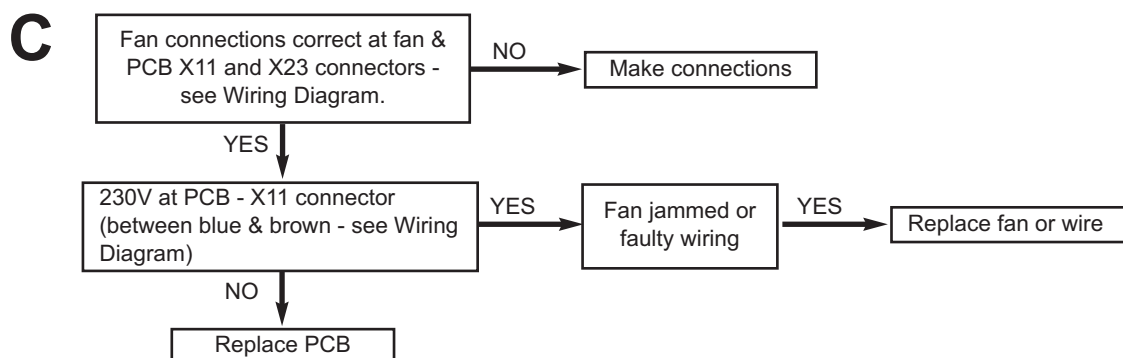 C
Fan connections correct at fan &
PCB X11 and X23 connectors -
see Wiring Diagram.
NO
Make connections
YES
230V at PCB - X11 connector
(between blue & brown - see Wiring
Diagram)
YES
Fan jammed or
faulty wiring
YES
Replace fan or wire
NO
Replace PCB